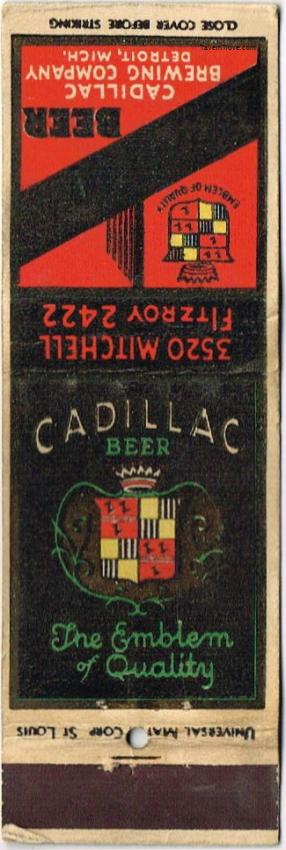 CLOSE COVER BEFORE STRIKING
CADILLAC
BREWING COMPANY
DETROIT, MICH.
BEER
EMBLEM OF QUALITY
3520 MITCHELL
FITZROY 2422
CADILLAC
BEER
The Emblem
of Quality
UNIVERSAL MATCH CORP ST LOUIS